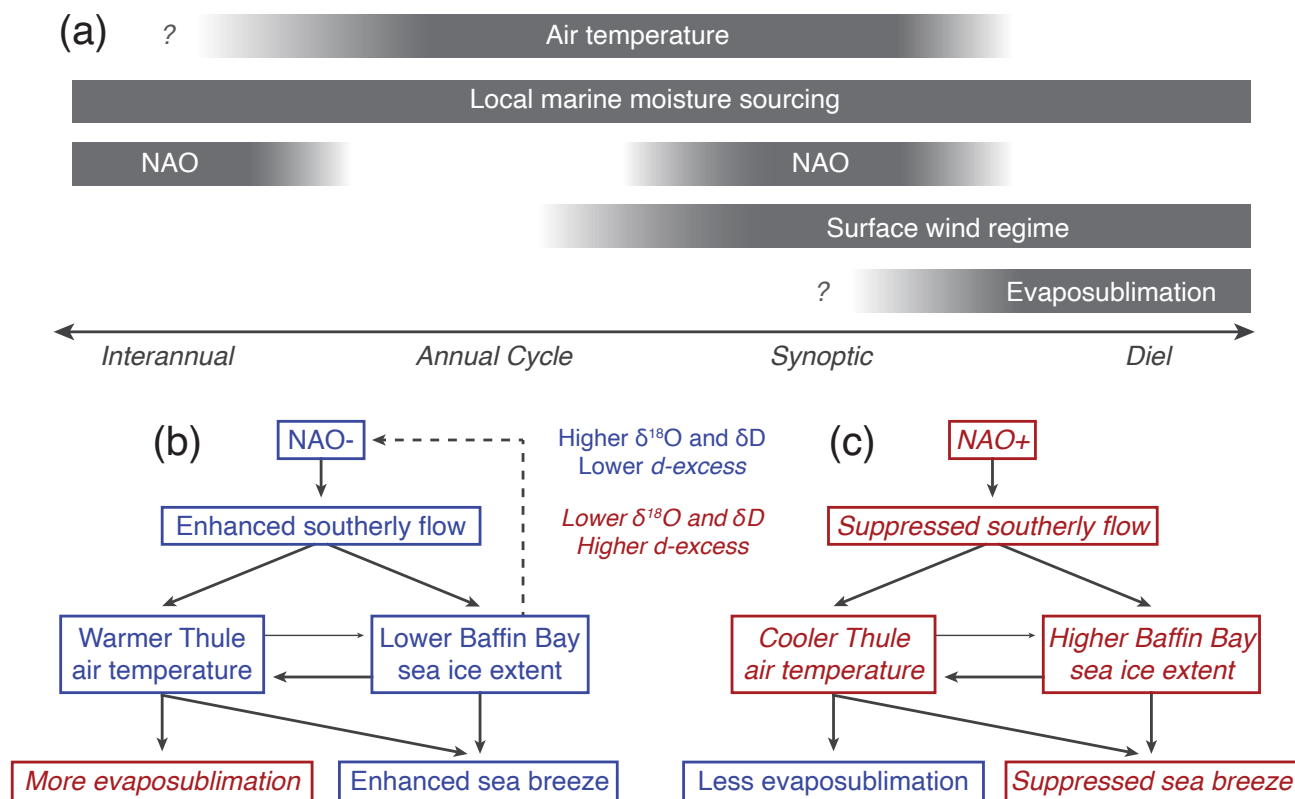 (a)
?
Air temperature
Local marine moisture sourcing
NAO
NAO
Surface wind regime
?
Evaposublimation
Interannual
Annual Cycle
Synoptic
Diel
(b)
NAO-
Enhanced southerly flow
Warmer Thule
air temperature
Lower Baffin Bay
sea ice extent
More evaposublimation
Enhanced sea breeze
Higher δ¹⁸O and δD
Lower d-excess
Lower δ¹⁸O and δD
Higher d-excess
(c)
NAO+
Suppressed southerly flow
Cooler Thule
air temperature
Higher Baffin Bay
sea ice extent
Less evaposublimation
Suppressed sea breeze